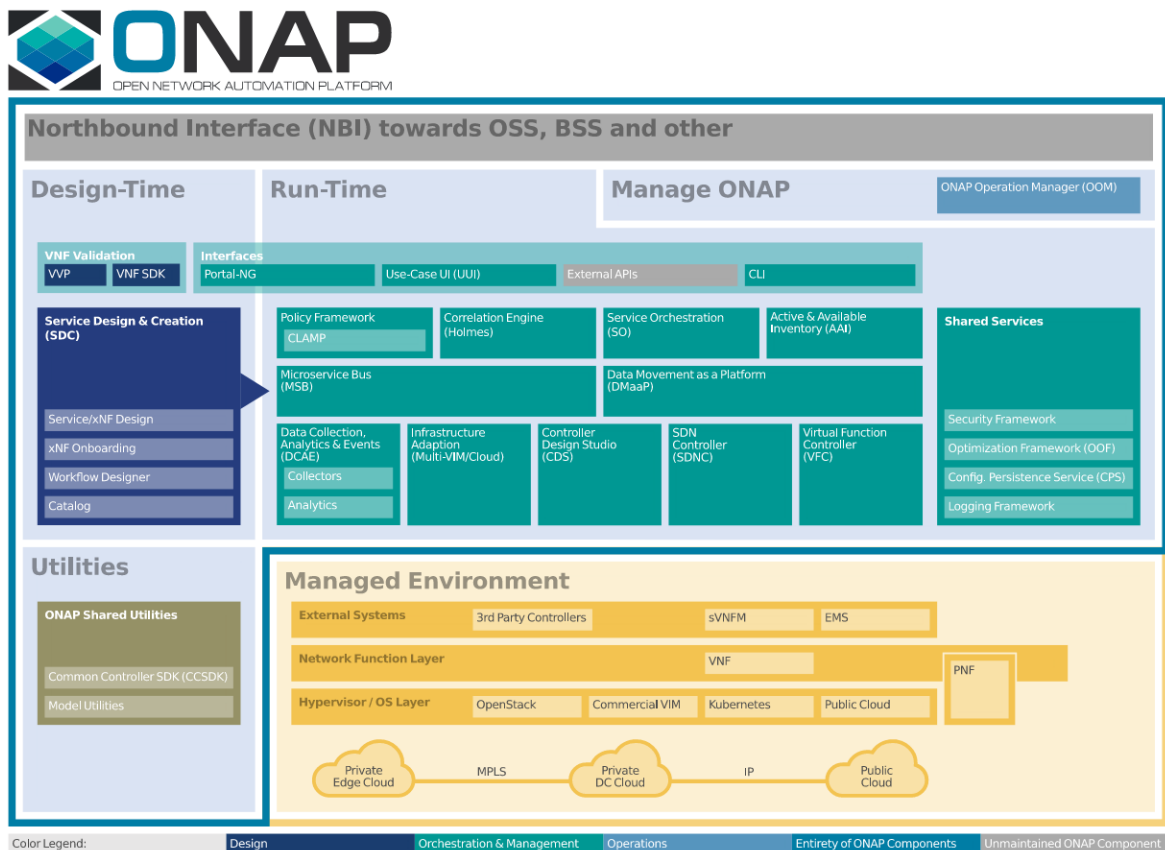 ONAP
OPEN NETWORK AUTOMATION PLATFORM
Northbound Interface (NBI) towards OSS, BSS and other
Design-Time
Run-Time
Manage ONAP
ONAP Operation Manager (OOM)
VNF Validation
VVP
VNF SDK
Interfaces
Portal-NG
Use-Case UI (UUI)
External APIs
CLI
Service Design & Creation
(SDC)
Service/xNF Design
xNF Onboarding
Workflow Designer
Catalog
Policy Framework
CLAMP
Correlation Engine
(Holmes)
Service Orchestration
(SO)
Active & Available
Inventory (AAI)
Microservice Bus
(MSB)
Data Movement as a Platform
(DMaaP)
Data Collection,
Analytics & Events
(DCAE)
Collectors
Analytics
Infrastructure
Adaption
(Multi-VIM/Cloud)
Controller
Design Studio
(CDS)
SDN
Controller
(SDNC)
Virtual Function
Controller
(VFC)
Shared Services
Security Framework
Optimization Framework (OOF)
Config. Persistence Service (CPS)
Logging Framework
Utilities
ONAP Shared Utilities
Common Controller SDK (CCSDK)
Model Utilities
Managed Environment
External Systems
3rd Party Controllers
sVNFM
EMS
Network Function Layer
VNF
PNF
Hypervisor / OS Layer
OpenStack
Commercial VIM
Kubernetes
Public Cloud
Private
Edge Cloud
MPLS
Private
DC Cloud
IP
Public
Cloud
Color Legend:
Design
Orchestration & Management
Operations
Entirety of ONAP Components
Unmaintained ONAP Component